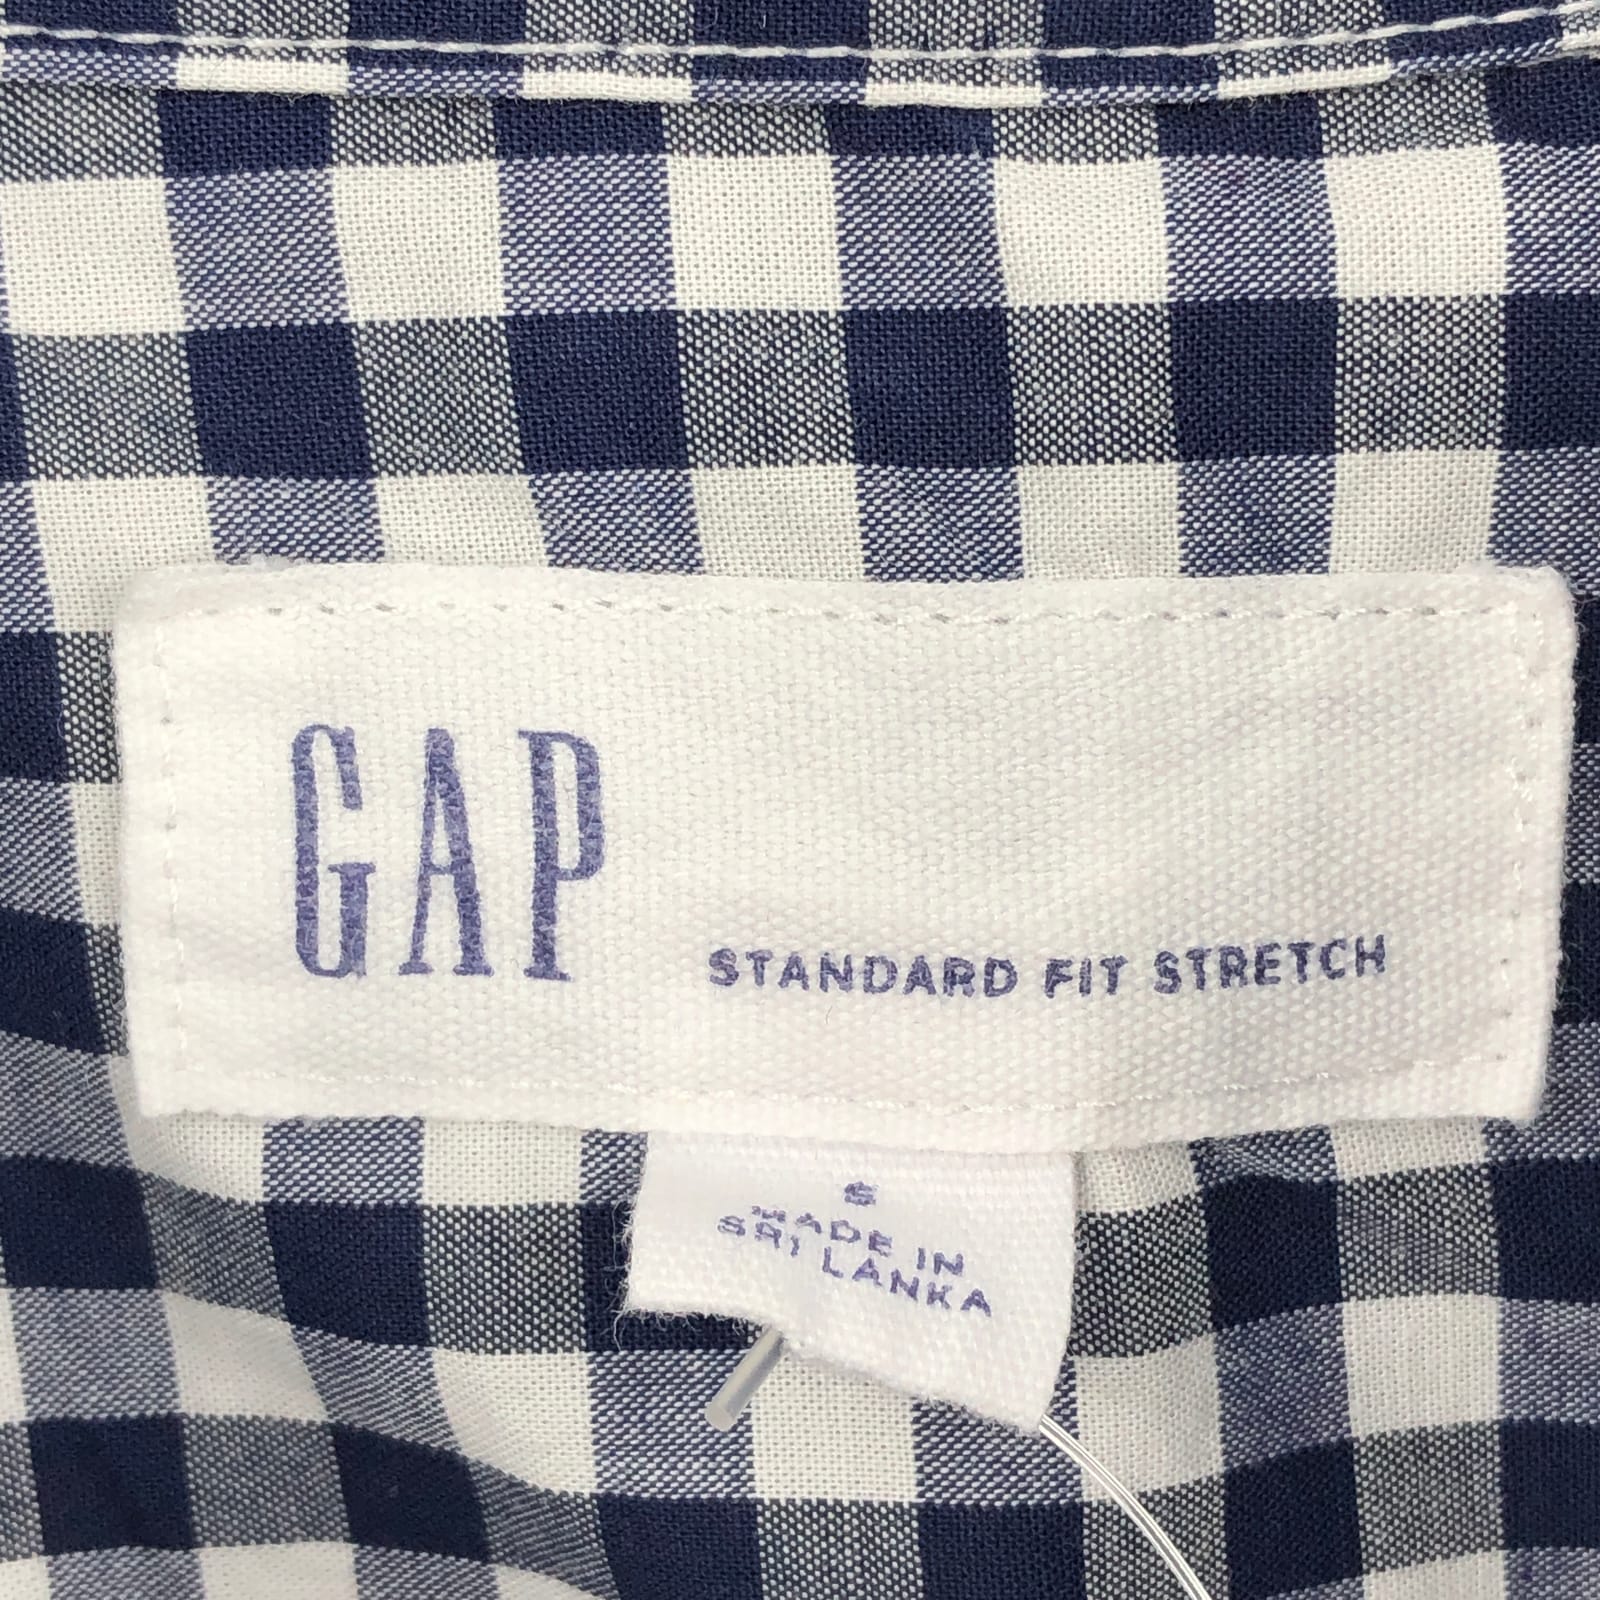 GAP
STANDARD FIT STRETCH
S
MADE IN
SRI LANKA